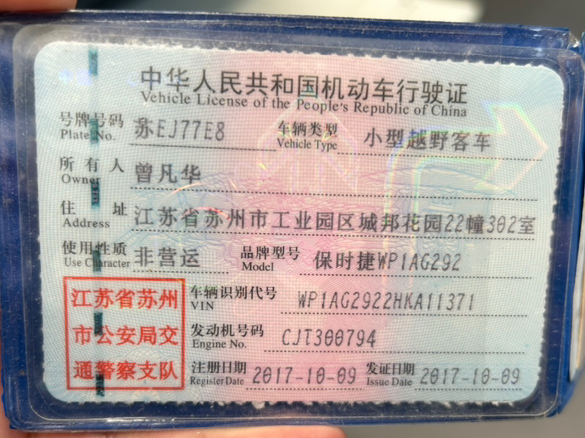 中华人民共和国机动车行驶证
Vehicle License of the People's Republic of China
号牌号码 苏EJ77E8 车辆类型 小型越野客车
Plate No. Vehicle Type
所有人 曾凡华
Owner
住址 江苏省苏州市工业园区城邦花园22幢302室
Address
使用性质 非营运 品牌型号 保时捷WP1AG292
Use Character Model
江苏省苏州 车辆识别代号 WP1AG2922HKA11371
VIN
市公安局交 发动机号码 CJT300794
Engine No.
通警察支队 注册日期 2017-10-09 发证日期 2017-10-09
Register Date Issue Date